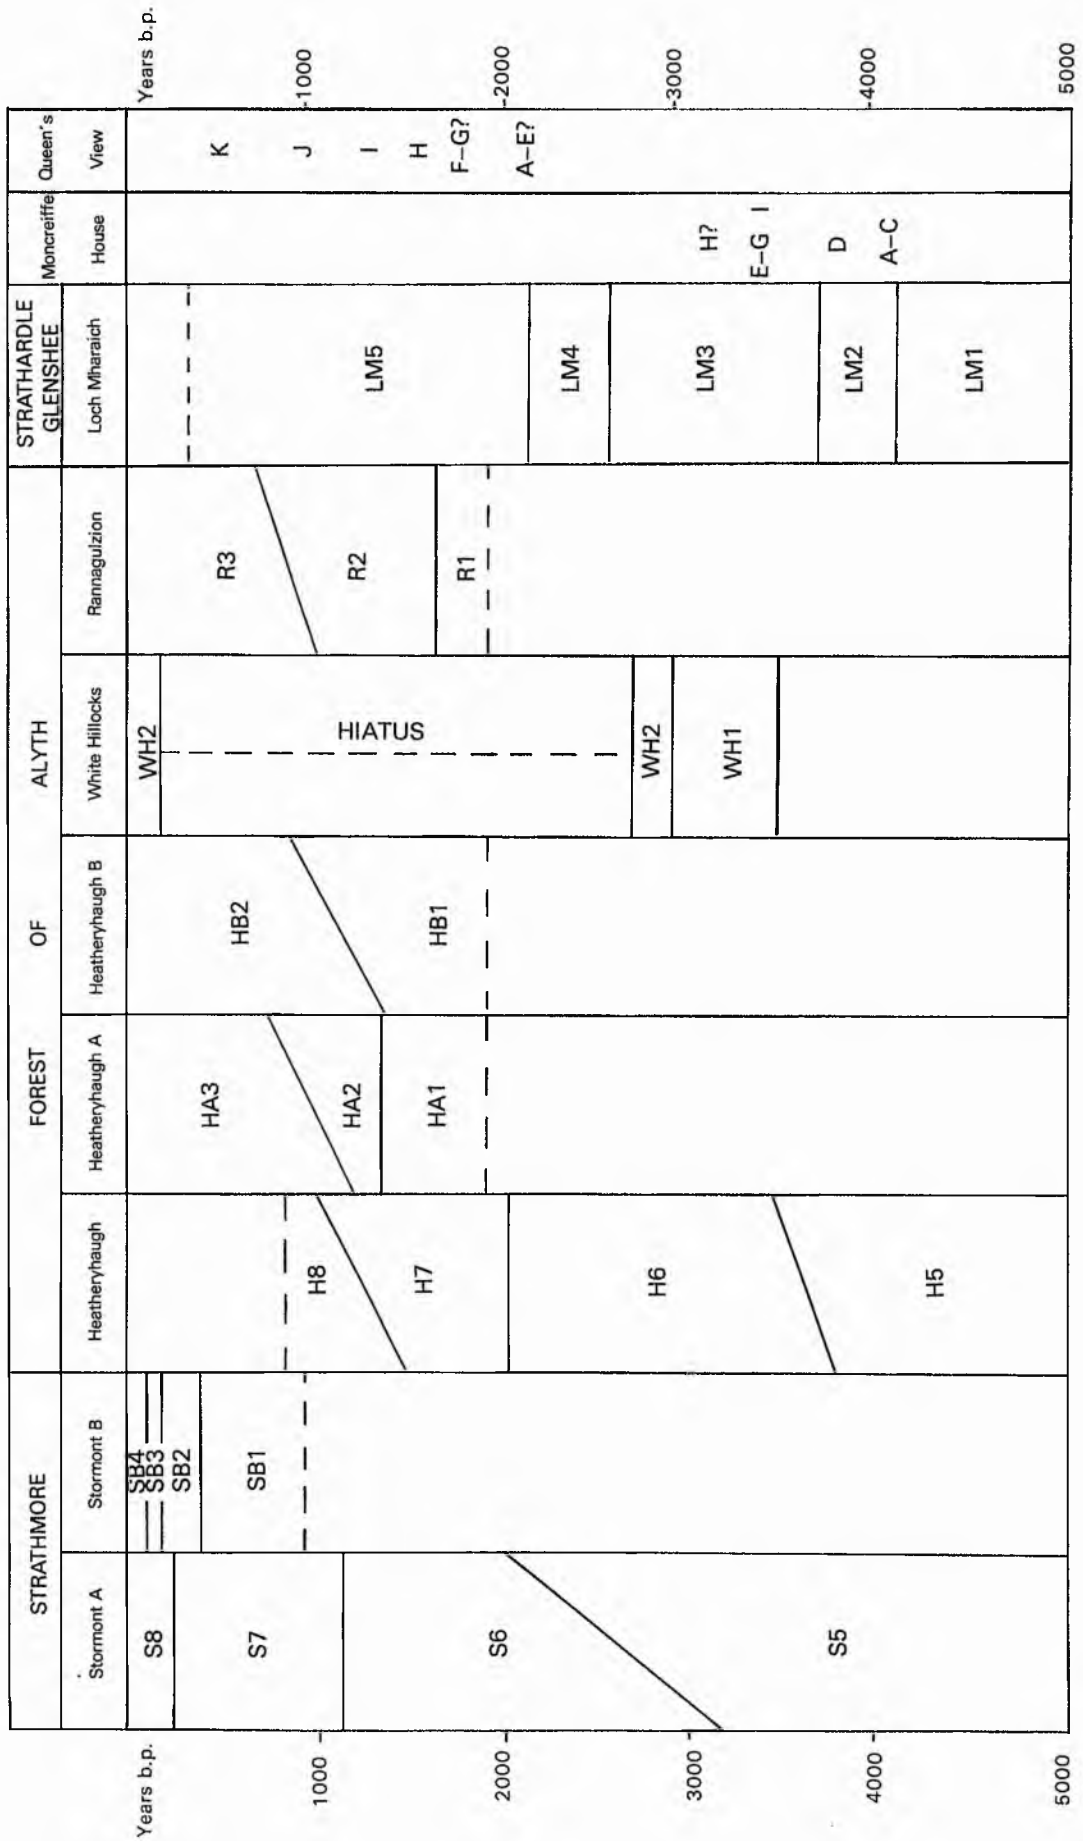 STRATHMORE
FOREST OF ALYTH
STRATHARDLE
GLENSHEE
Moncreiffe
House
Queen's
View
Stormont A
Stormont B
Heatheryhaugh
Heatheryhaugh A
Heatheryhaugh B
White Hillocks
Rannagulzion
Loch Mharaich
Years b.p.
1000
2000
3000
4000
5000
S8
S7
S6
S5
SB4
SB3
SB2
SB1
H8
H7
H6
H5
HA3
HA2
HA1
HB2
HB1
WH2
HIATUS
WH2
WH1
R3
R2
R1
LM5
LM4
LM3
LM2
LM1
H?
E–G I
D
A–C
K
J
I
H
F–G?
A–E?
Years b.p.
1000
2000
3000
4000
5000